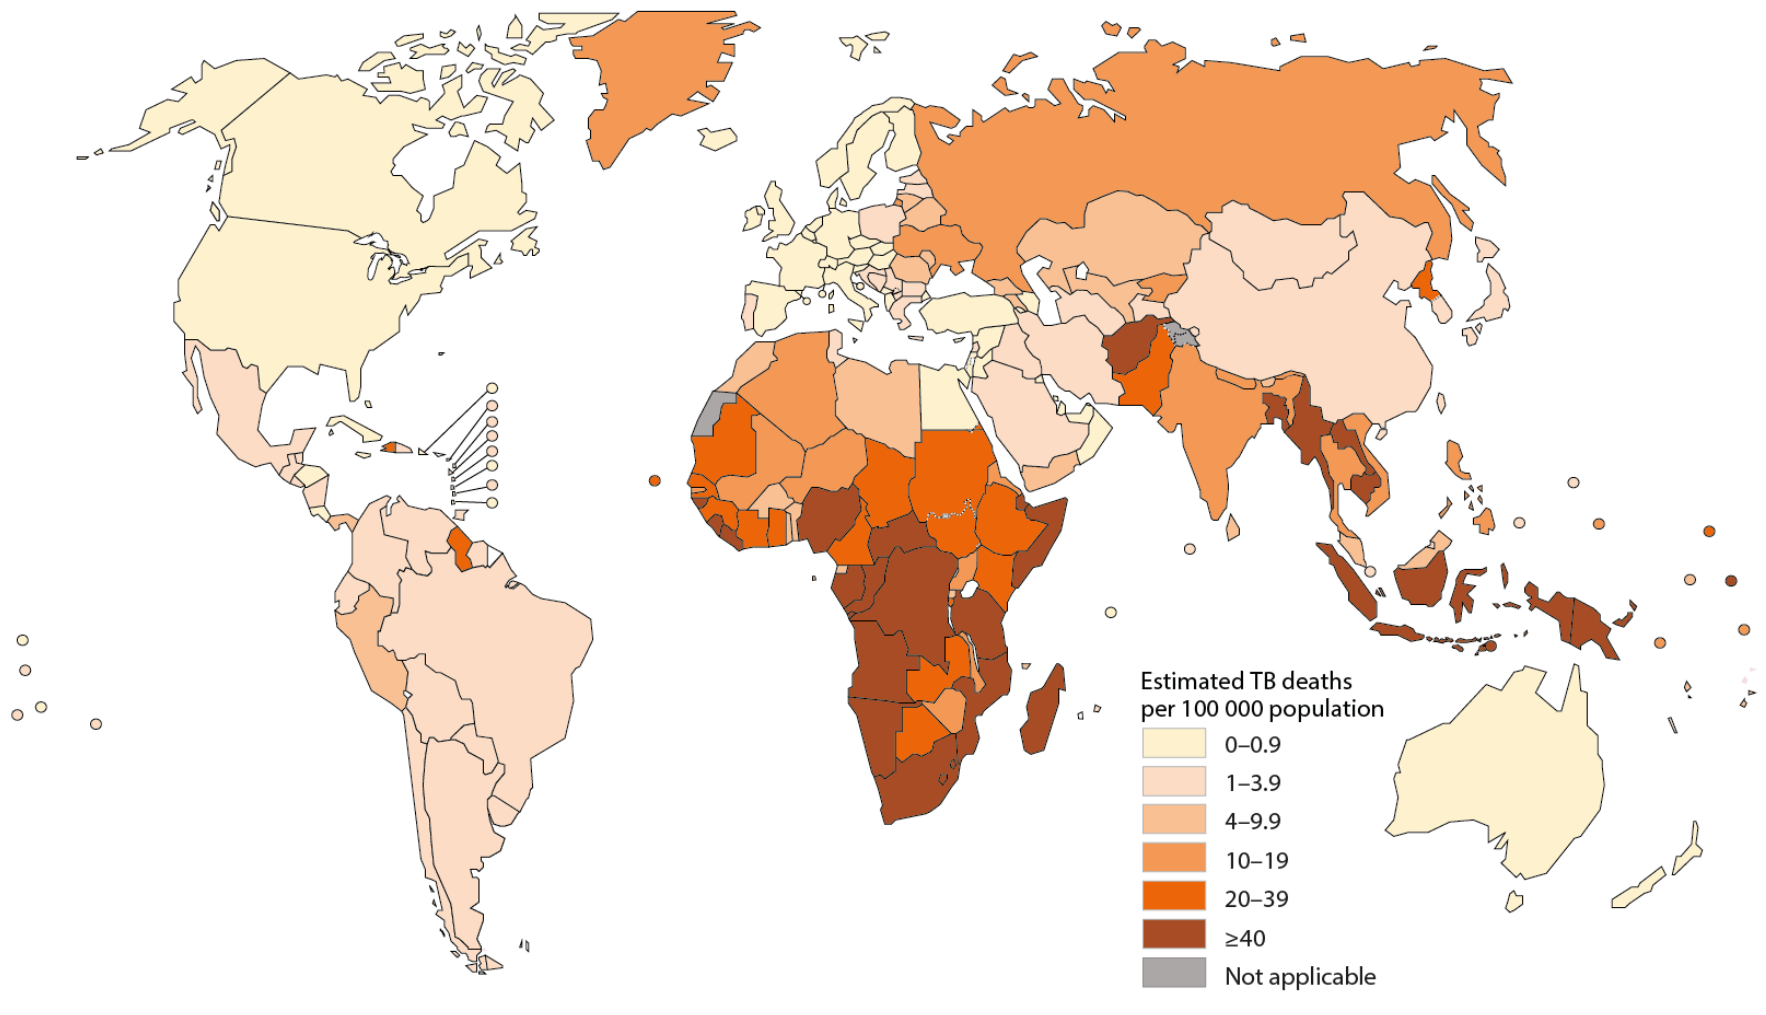 Estimated TB deaths
per 100 000 population
0–0.9
1–3.9
4–9.9
10–19
20–39
≥40
Not applicable